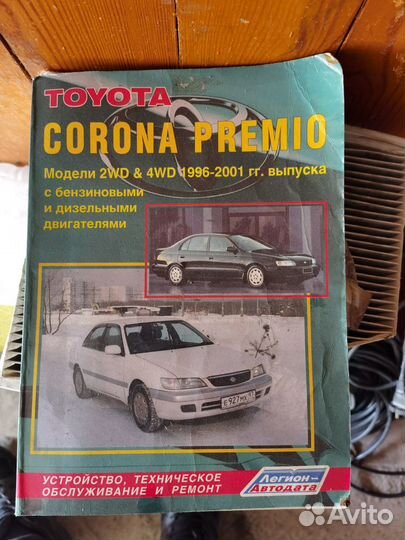 TOYOTA
CORONA PREMIO
Модели 2WD & 4WD 1996-2001 гг. выпуска
с бензиновыми
и дизельными
двигателями
Е927МХ
УСТРОЙСТВО, ТЕХНИЧЕСКОЕ
ОБСЛУЖИВАНИЕ И РЕМОНТ
Легион
Автодата
Avito